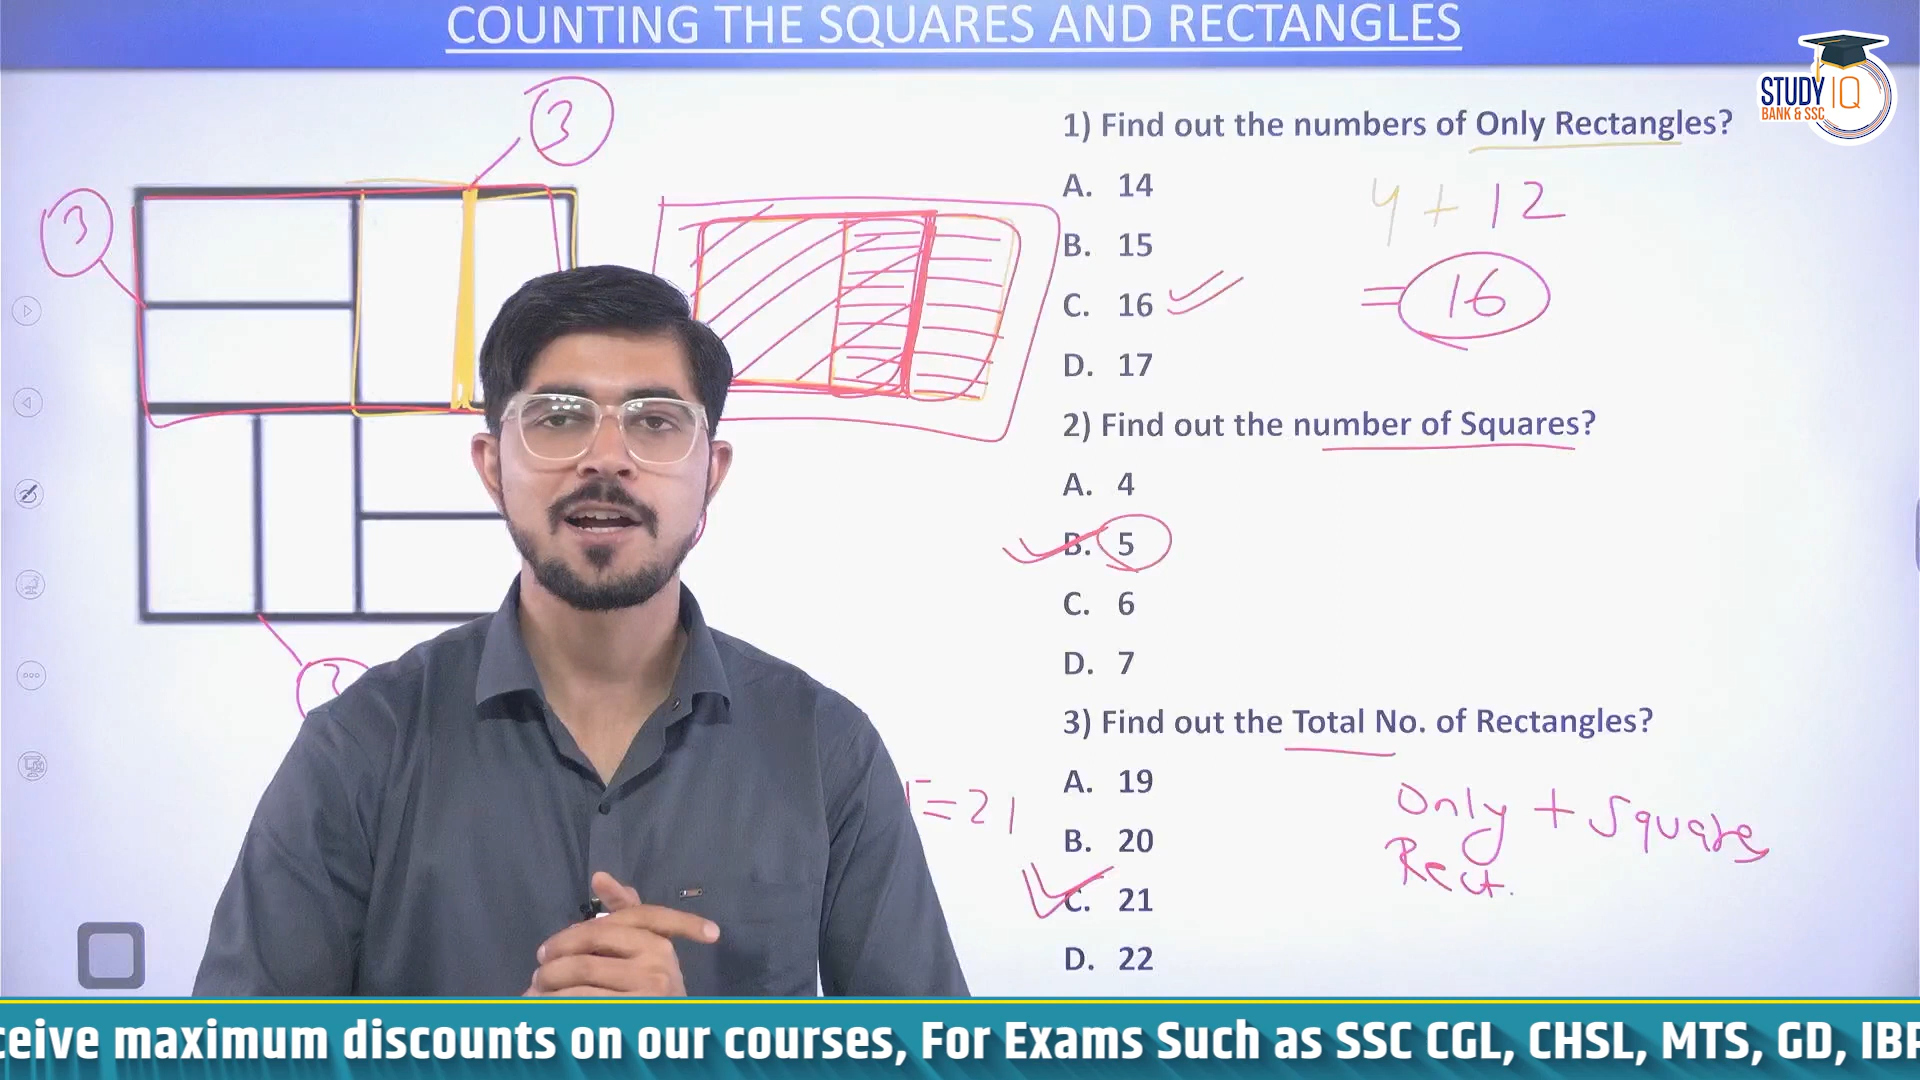 COUNTING THE SQUARES AND RECTANGLES
STUDY IQ
BANK & SSC
3
3
1) Find out the numbers of Only Rectangles?
A. 14
B. 15
C. 16
D. 17
4 + 12
= 16
2) Find out the number of Squares?
A. 4
B. 5
C. 6
D. 7
3) Find out the Total No. of Rectangles?
A. 19
B. 20
C. 21
D. 22
= 21
Only + Square
Rect.
ceive maximum discounts on our courses, For Exams Such as SSC CGL, CHSL, MTS, GD, IBP